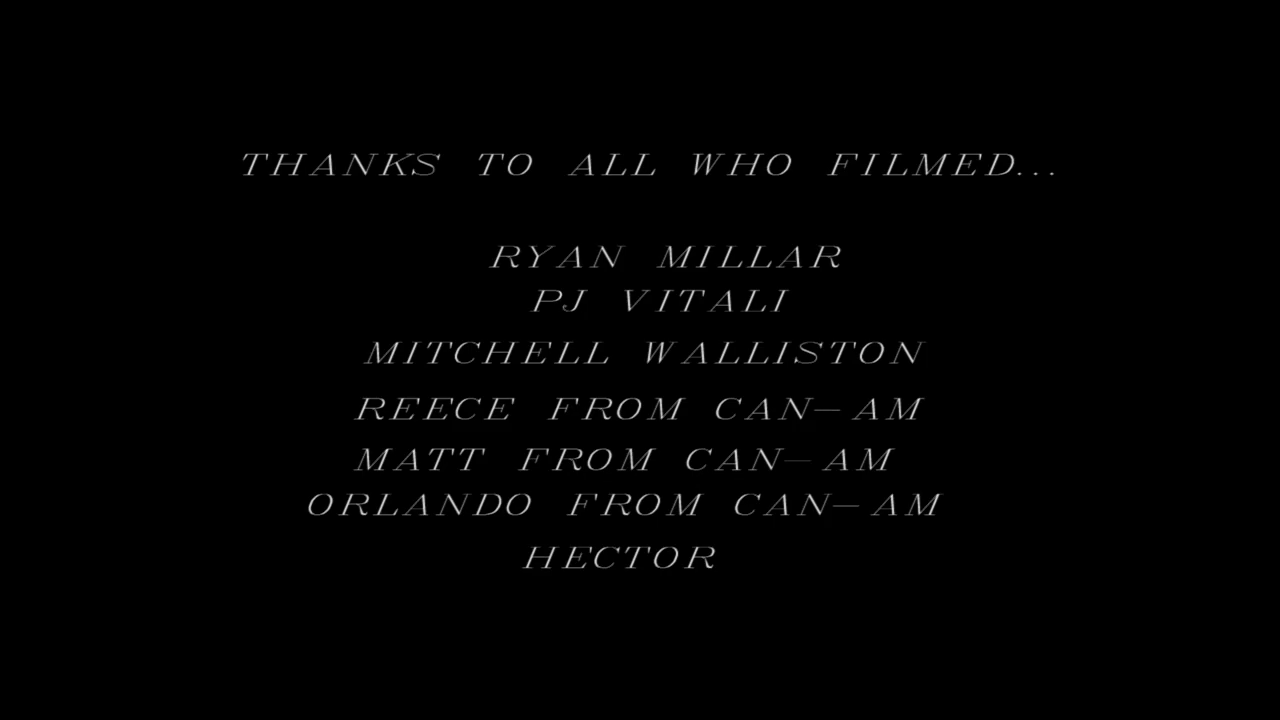 THANKS TO ALL WHO FILMED...
RYAN MILLAR
PJ VITALI
MITCHELL WALLISTON
REECE FROM CAN-AM
MATT FROM CAN-AM
ORLANDO FROM CAN-AM
HECTOR